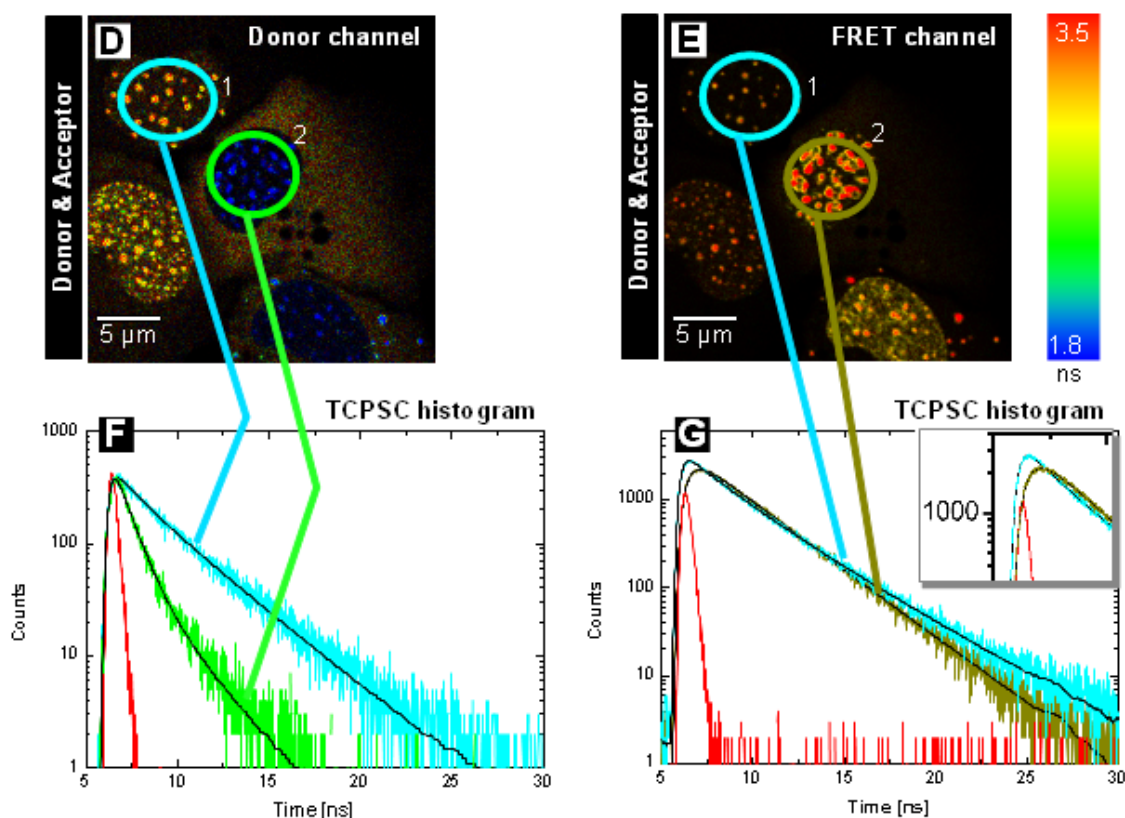 Donor & Acceptor
D
Donor channel
1
2
5 µm
Donor & Acceptor
E
FRET channel
1
2
5 µm
3.5
1.8
ns
F
TCPSC histogram
1000
100
10
1
Counts
5 10 15 20 25 30
Time [ns]
G
TCPSC histogram
1000
1000
100
10
1
Counts
5 10 15 20 25 30
Time [ns]